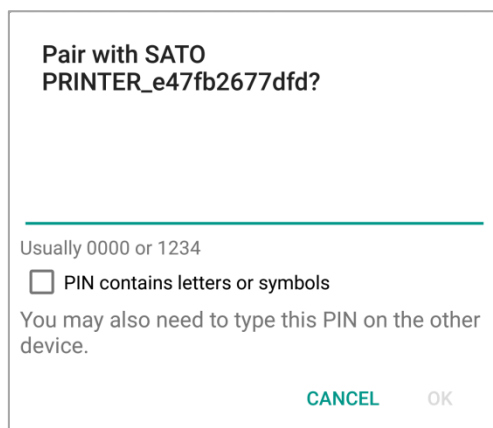 Pair with SATO
PRINTER_e47fb2677dfd?
Usually 0000 or 1234
PIN contains letters or symbols
You may also need to type this PIN on the other
device.
CANCEL OK